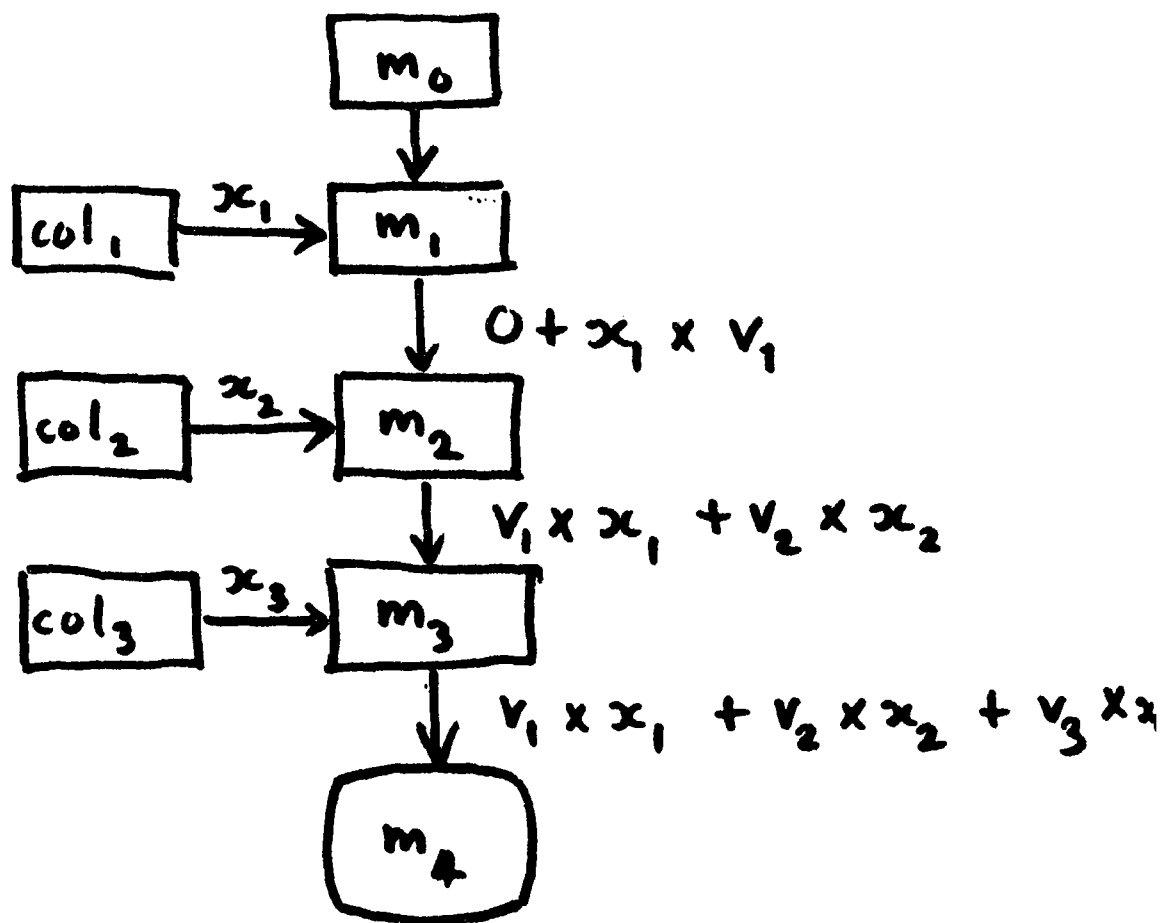 m₀
col₁ x₁ m₁
0 + x₁ × v₁
col₂ x₂ m₂
v₁ × x₁ + v₂ × x₂
col₃ x₃ m₃
v₁ × x₁ + v₂ × x₂ + v₃ × x
m₄